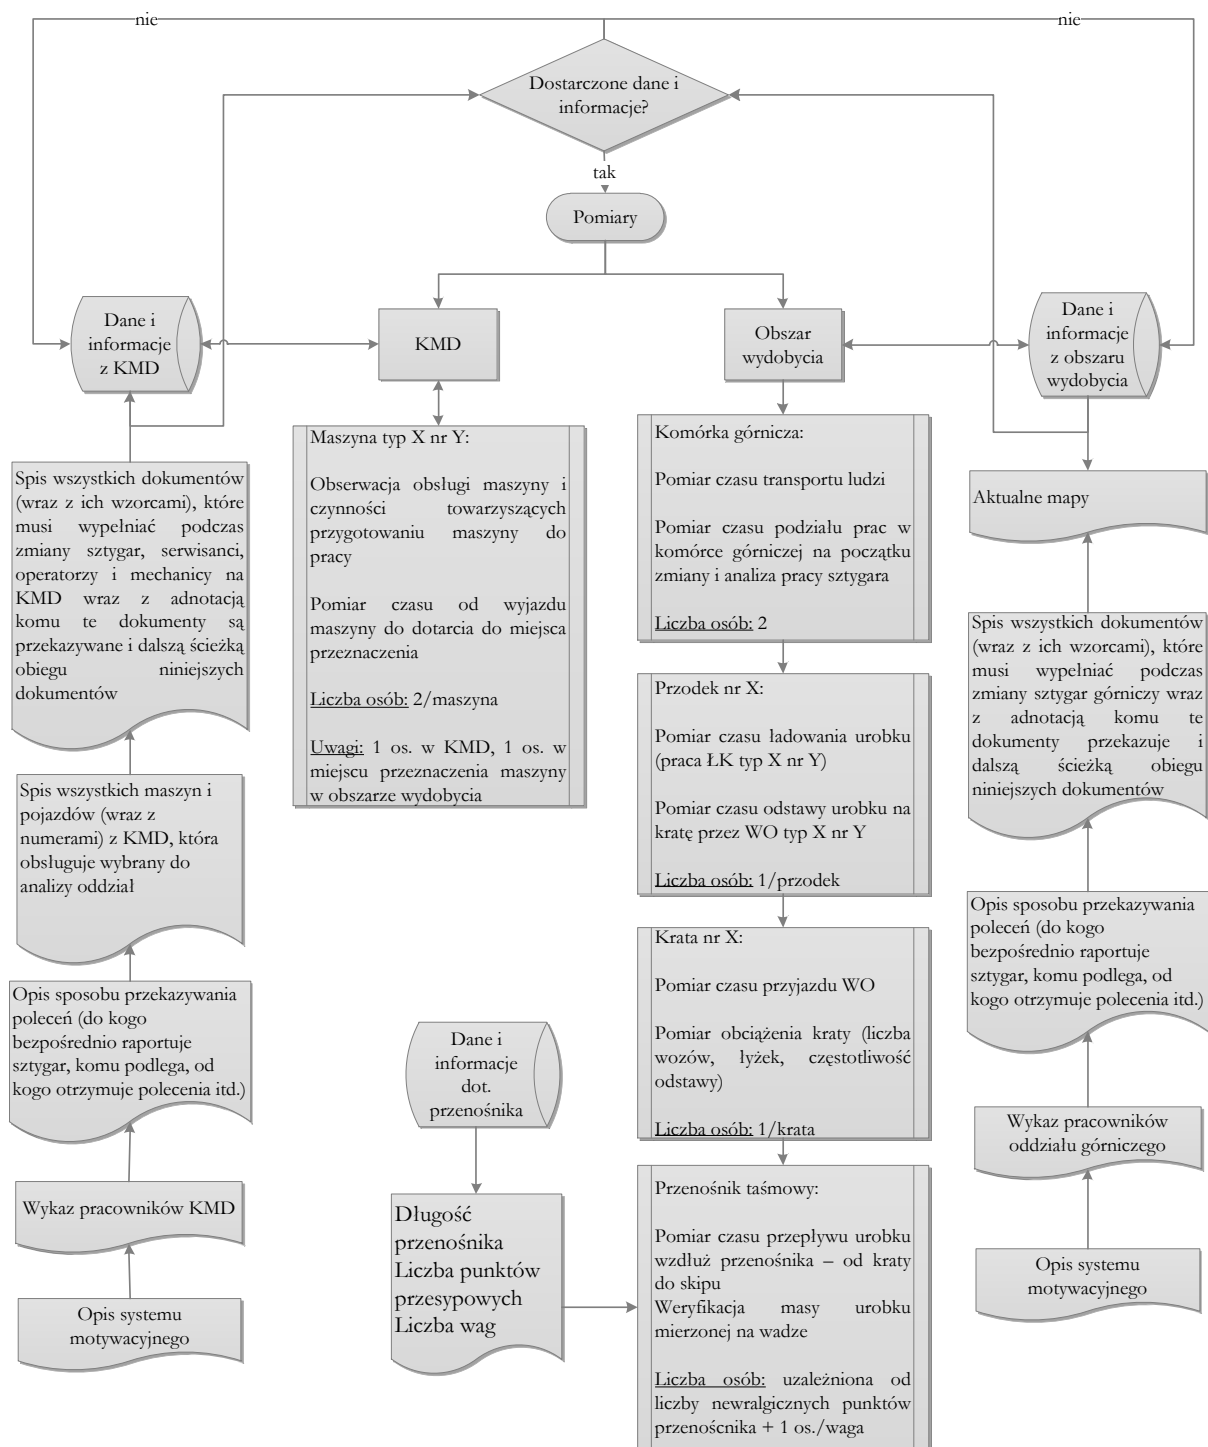 nie
nie
Dostarczone dane i
informacje?
tak
Pomiary
Dane i
informacje
z KMD
KMD
Obszar
wydobycia
Dane i
informacje
z obszaru
wydobycia
Maszyna typ X nr Y:
Obserwacja obsługi maszyny i
czynności towarzyszących
przygotowaniu maszyny do
pracy
Pomiar czasu od wyjazdu
maszyny do dotarcia do miejsca
przeznaczenia
Liczba osób: 2/maszyna
Uwagi: 1 os. w KMD, 1 os. w
miejscu przeznaczenia maszyny
w obszarze wydobycia
Komórka górnicza:
Pomiar czasu transportu ludzi
Pomiar czasu podziału prac w
komórce górniczej na początku
zmiany i analiza pracy sztygara
Liczba osób: 2
Spis wszystkich dokumentów
(wraz z ich wzorcami), które
musi wypełniać podczas
zmiany sztygar, serwisanci,
operatorzy i mechanicy na
KMD wraz z adnotacją
komu te dokumenty są
przekazywane i dalszą ścieżką
obiegu niniejszych
dokumentów
Aktualne mapy
Spis wszystkich dokumentów
(wraz z ich wzorcami), które
musi wypełniać podczas
zmiany sztygar górniczy wraz
z adnotacją komu te
dokumenty przekazuje i
dalszą ścieżką obiegu
niniejszych dokumentów
Przodek nr X:
Pomiar czasu ładowania urobku
(praca ŁK typ X nr Y)
Pomiar czasu odstawy urobku na
kratę przez WO typ X nr Y
Liczba osób: 1/przodek
Spis wszystkich maszyn i
pojazdów (wraz z
numerami) z KMD, która
obsługuje wybrany do
analizy oddział
Opis sposobu przekazywania
poleceń (do kogo
bezpośrednio raportuje
sztygar, komu podlega, od
kogo otrzymuje polecenia itd.)
Krata nr X:
Pomiar czasu przyjazdu WO
Pomiar obciążenia kraty (liczba
wozów, łyżek, częstotliwość
odstawy)
Liczba osób: 1/krata
Opis sposobu przekazywania
poleceń (do kogo
bezpośrednio raportuje
sztygar, komu podlega, od
kogo otrzymuje polecenia itd.)
Dane i
informacje
dot.
przenośnika
Wykaz pracowników
oddziału górniczego
Wykaz pracowników KMD
Długość
przenośnika
Liczba punktów
przesypowych
Liczba wag
Przenośnik taśmowy:
Pomiar czasu przepływu urobku
wzdłuż przenośnika – od kraty
do skipu
Weryfikacja masy urobku
mierzonej na wadze
Liczba osób: uzależniona od
liczby newralgicznych punktów
przenoścnika + 1 os./waga
Opis systemu
motywacyjnego
Opis systemu
motywacyjnego